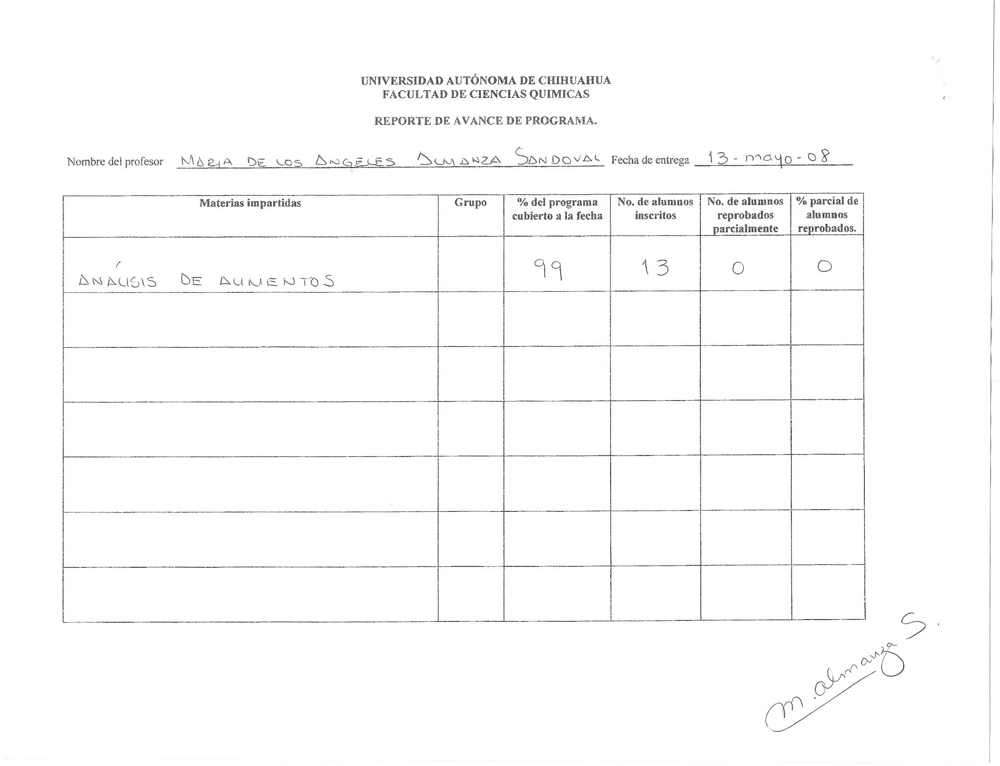 UNIVERSIDAD AUTÓNOMA DE CHIHUAHUA
FACULTAD DE CIENCIAS QUIMICAS
REPORTE DE AVANCE DE PROGRAMA.
Nombre del profesor MARIA DE LOS ANGELES ALMANZA SANDOVAL Fecha de entrega 13-mayo-08
Materias impartidas Grupo % del programa cubierto a la fecha No. de alumnos inscritos No. de alumnos reprobados parcialmente % parcial de alumnos reprobados.
ANÁLISIS DE ALIMENTOS 99 13 0 0
M. Almanza S.